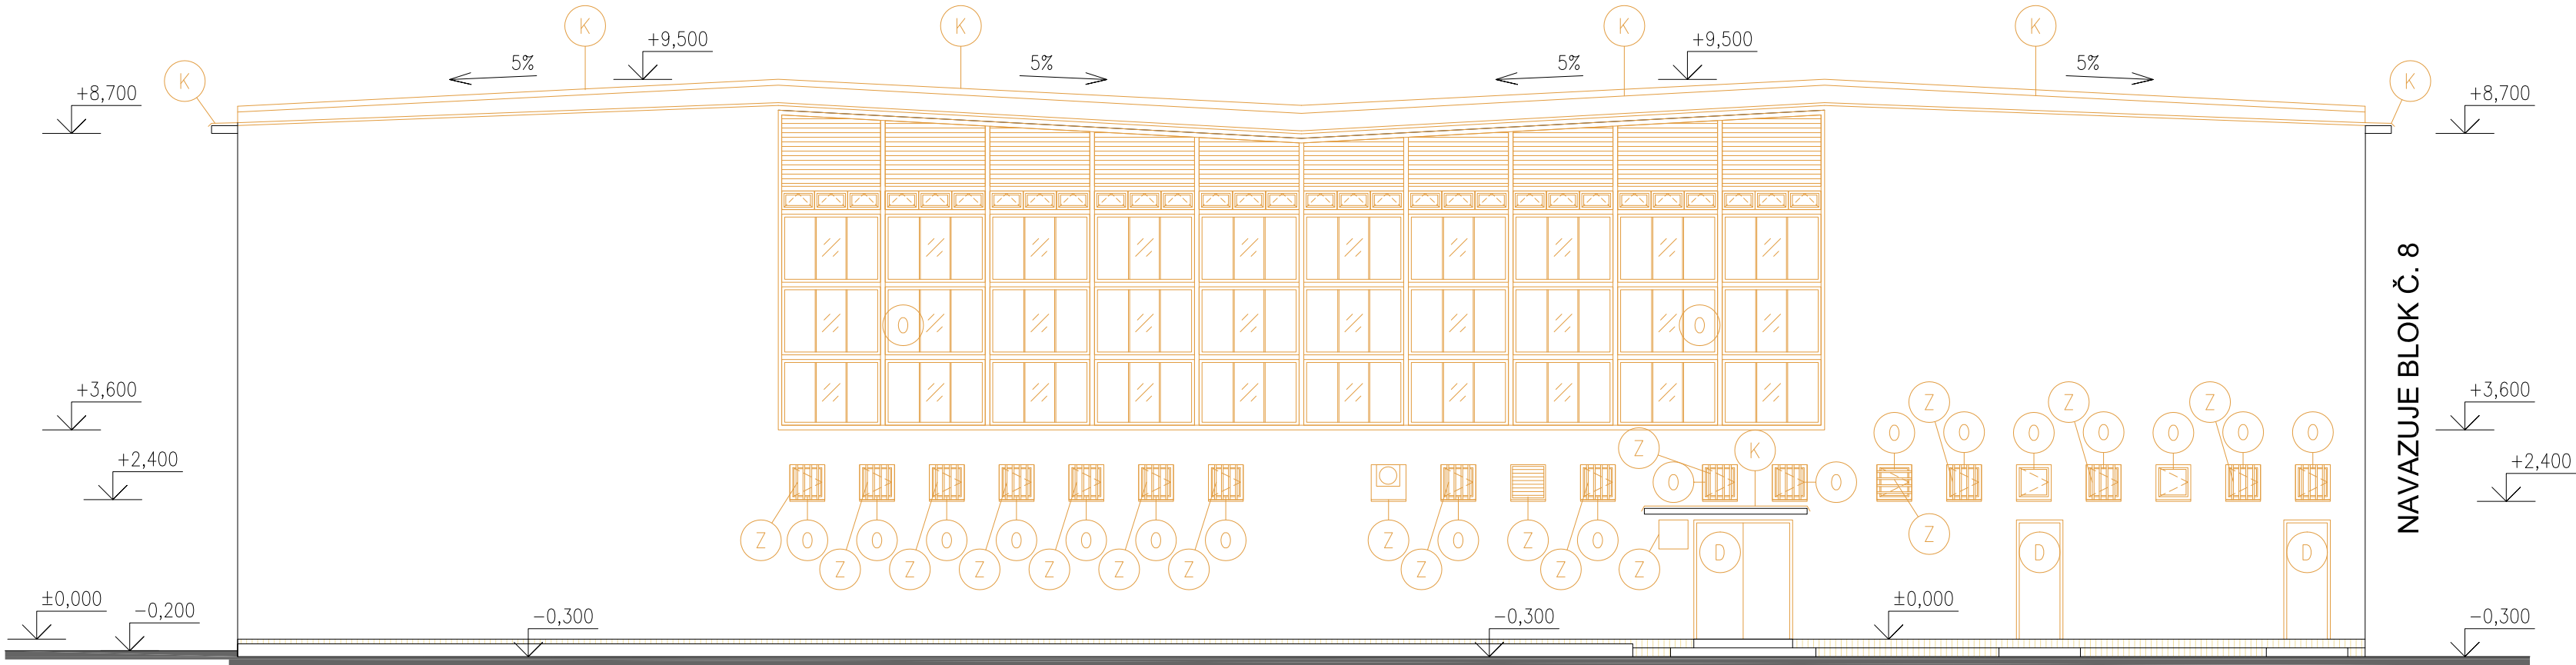 K K K K
+9,500 +9,500
5% 5% 5% 5%
K K
+8,700 +8,700
NAVAZUJE BLOK Č. 8
O O
+3,600 +3,600
Z Z Z
O O O O O O O
Z K
+2,400 +2,400
O O
Z O O O O O O O Z O Z O Z
Z Z Z Z Z Z Z Z Z
D D D
±0,000 ±0,000
-0,200 -0,300 -0,300 -0,300